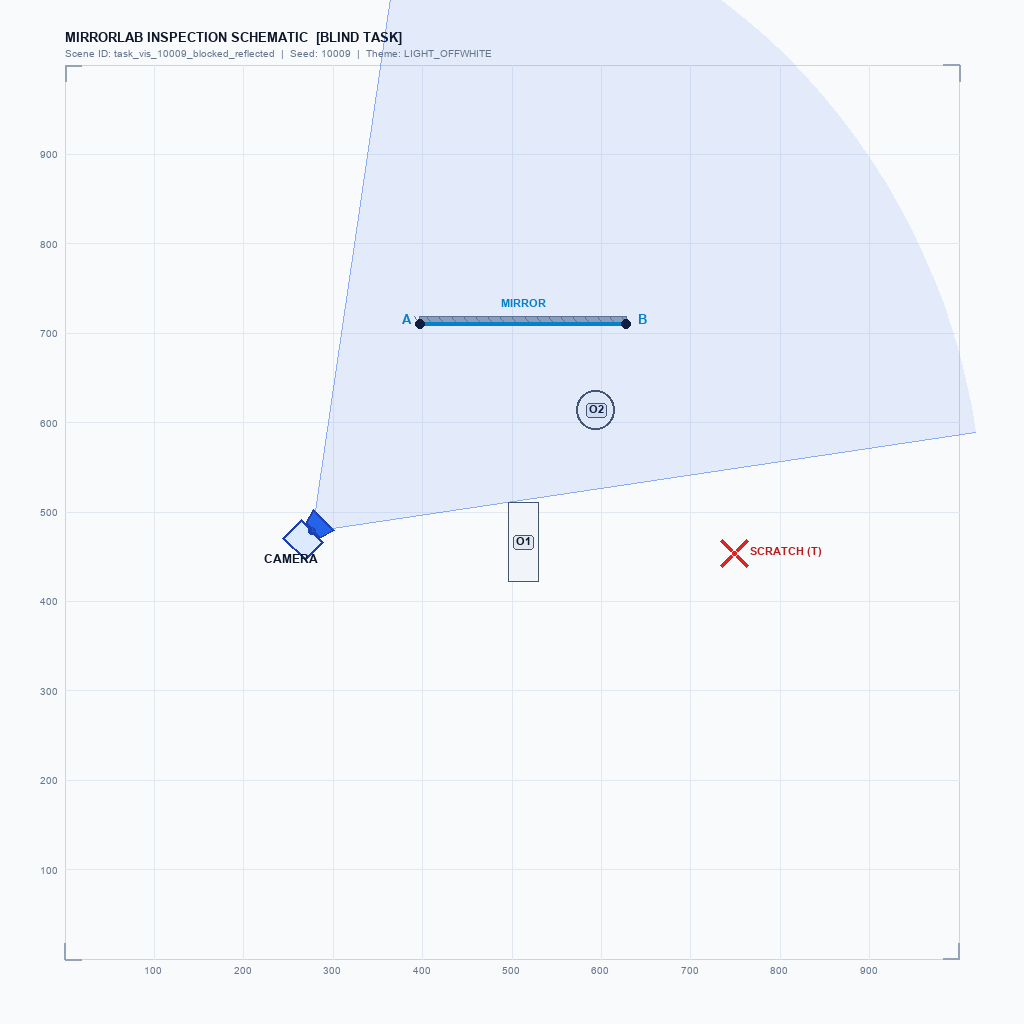 MIRRORLAB INSPECTION SCHEMATIC  [BLIND TASK]
Scene ID: task_vis_10009_blocked_reflected  |  Seed: 10009  |  Theme: LIGHT_OFFWHITE
900
800
MIRROR
A
B
700
O2
600
500
O1
SCRATCH (T)
CAMERA
400
300
200
100
100 200 300 400 500 600 700 800 900